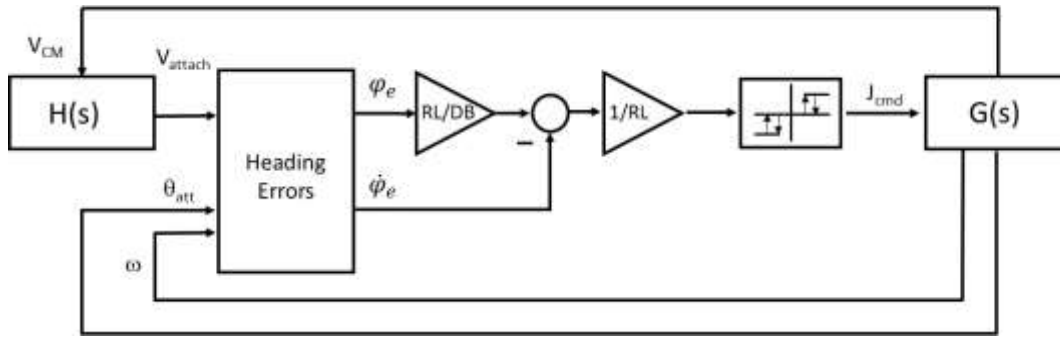 V_CM
V_attach
H(s)
φ_e
RL/DB
1/RL
J_cmd
G(s)
−
Heading
Errors
θ_att
φ̇_e
ω